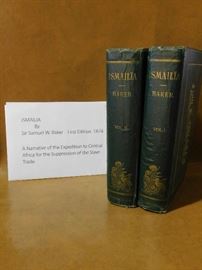 ISMAILIA
By
Sir Samuel W. Baker First Edition 1874
A Narrative of the Expedition to Central
Africa for the Suppression of the Slave
Trade
ISMAILIA
BAKER
VOL. II.
ISMAILIA
BAKER
VOL. I.